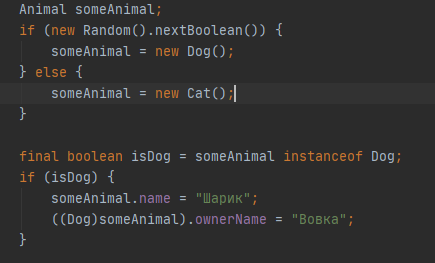 Animal someAnimal;
if (new Random().nextBoolean()) {
    someAnimal = new Dog();
} else {
    someAnimal = new Cat();
}
final boolean isDog = someAnimal instanceof Dog;
if (isDog) {
    someAnimal.name = "Шарик";
    ((Dog)someAnimal).ownerName = "Вовка";
}